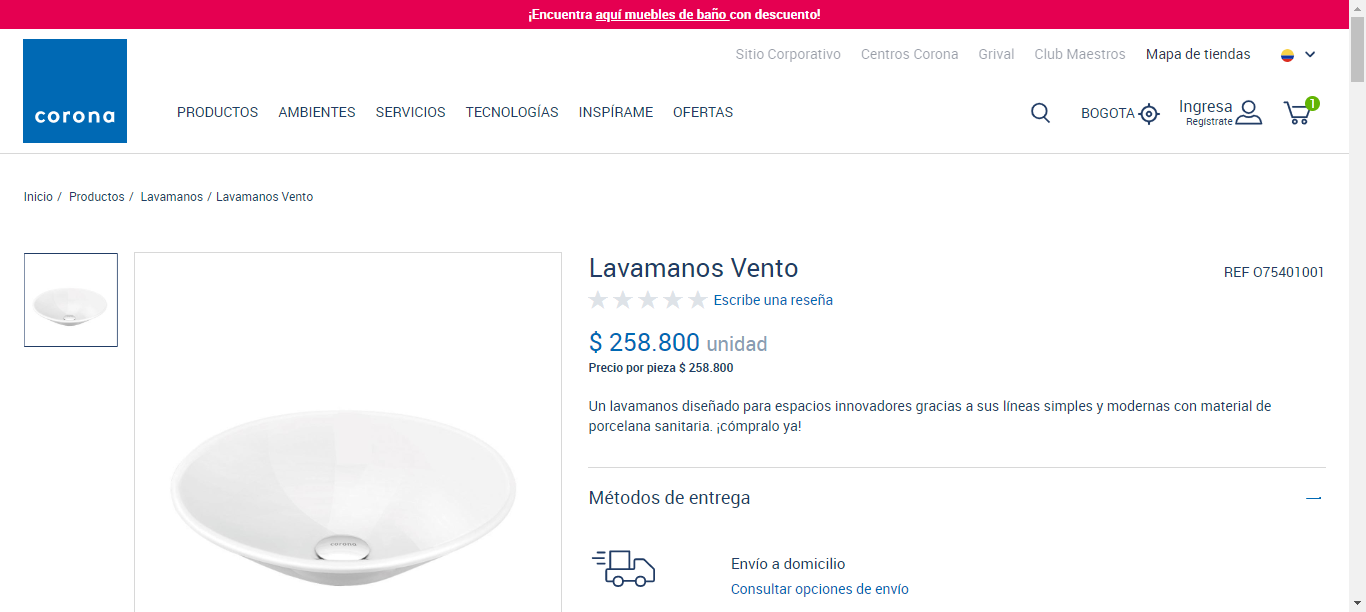 ¡Encuentra aquí muebles de baño con descuento!
Sitio Corporativo Centros Corona Grival Club Maestros Mapa de tiendas
corona
PRODUCTOS AMBIENTES SERVICIOS TECNOLOGÍAS INSPÍRAME OFERTAS
BOGOTA
Ingresa
Regístrate
1
Inicio / Productos / Lavamanos / Lavamanos Vento
Lavamanos Vento
REF O75401001
Escribe una reseña
$ 258.800 unidad
Precio por pieza $ 258.800
Un lavamanos diseñado para espacios innovadores gracias a sus líneas simples y modernas con material de
porcelana sanitaria. ¡cómpralo ya!
Métodos de entrega
Envío a domicilio
Consultar opciones de envío
corona